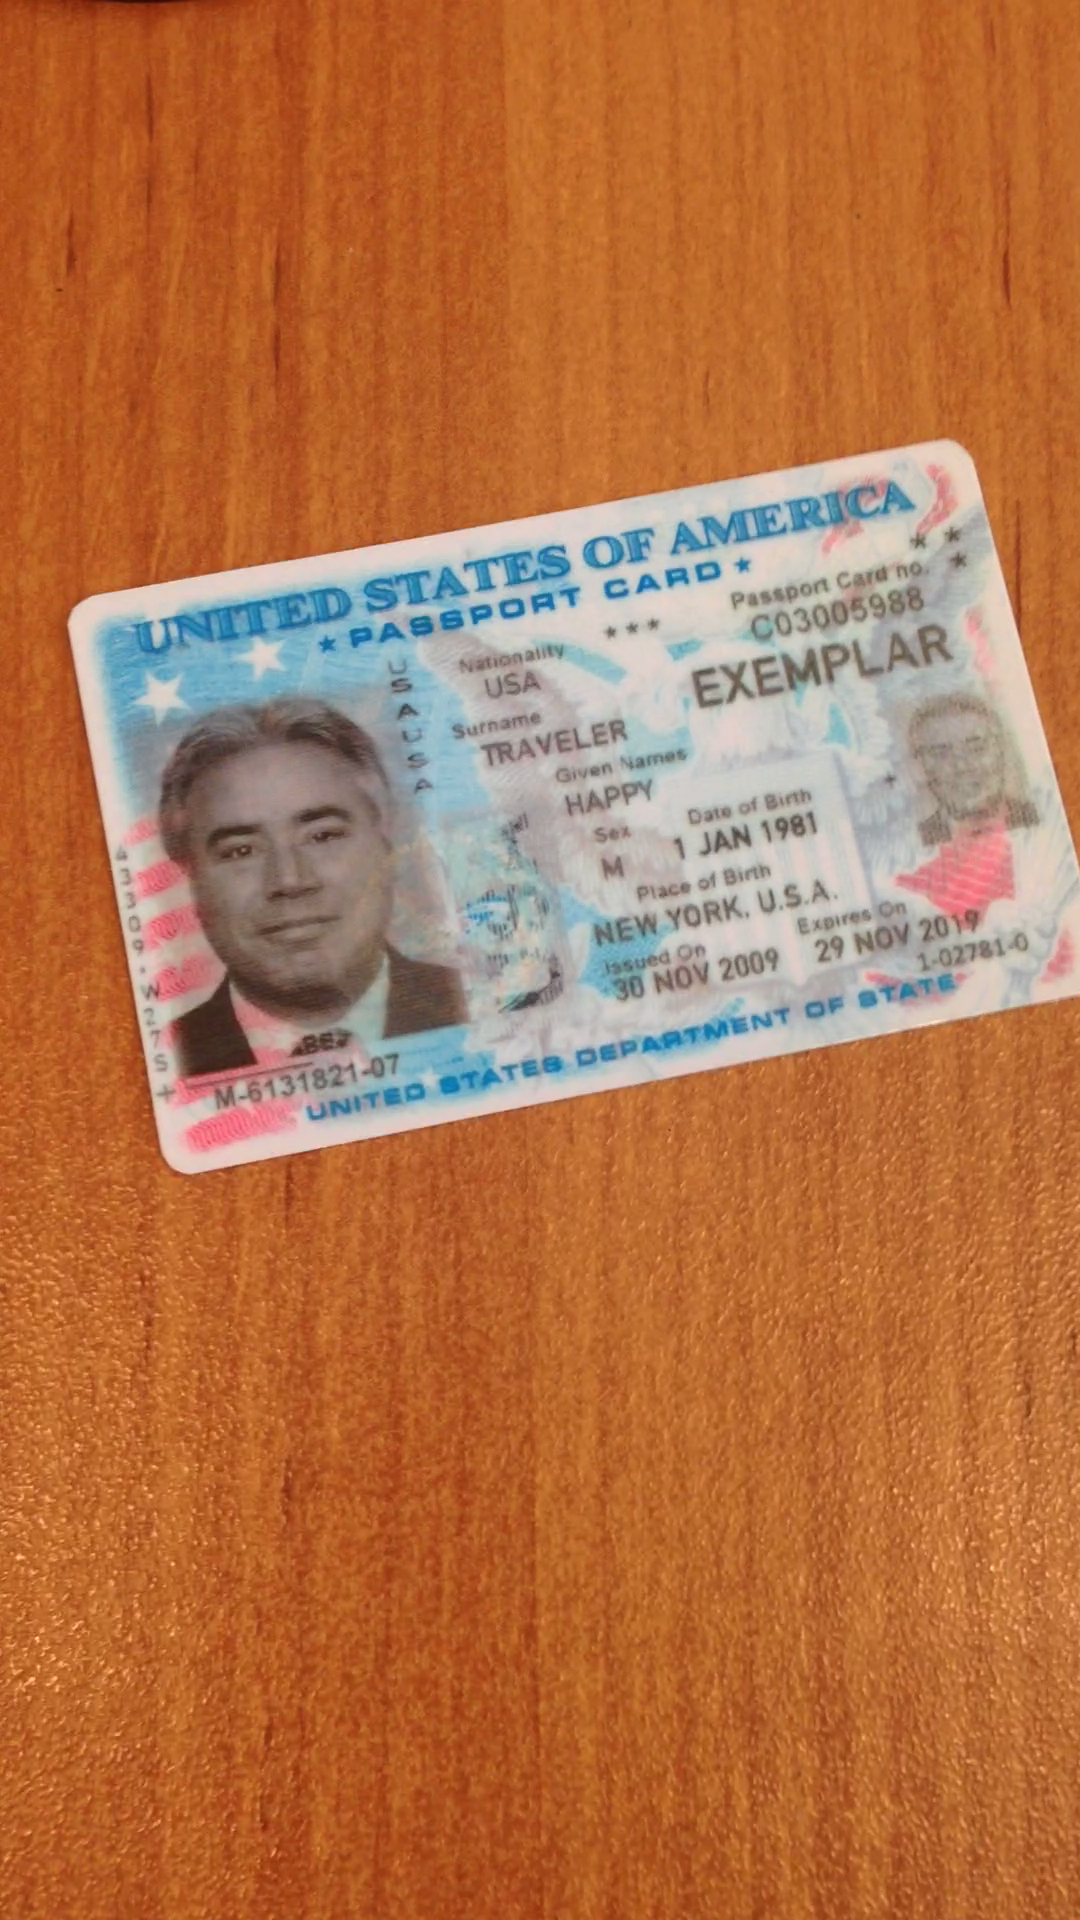 UNITED STATES OF AMERICA
★ PASSPORT CARD ★
Passport Card no.
C03005988
EXEMPLAR
USAUSA
Nationality
USA
Surname
TRAVELER
Given Names
HAPPY
Sex
M
Date of Birth
1 JAN 1981
Place of Birth
NEW YORK, U.S.A.
Issued On
30 NOV 2009
Expires On
29 NOV 2019
1-02781-0
M-6131821-07
UNITED STATES DEPARTMENT OF STATE